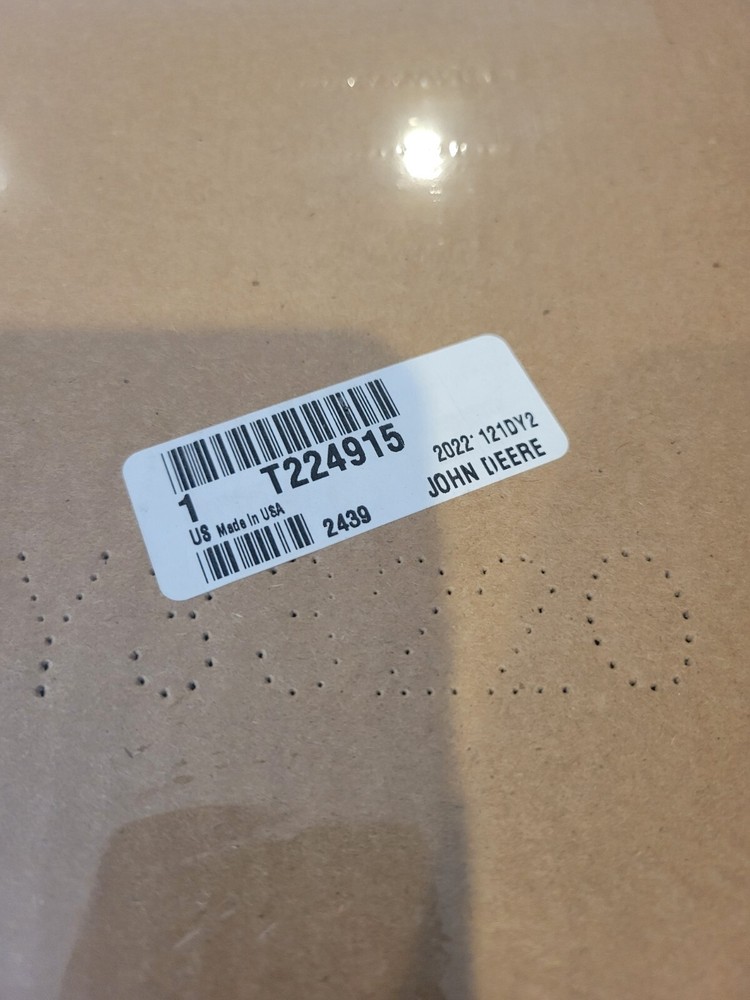 T224915
1
US Made in USA
2439
2022' 121DY2
JOHN DEERE